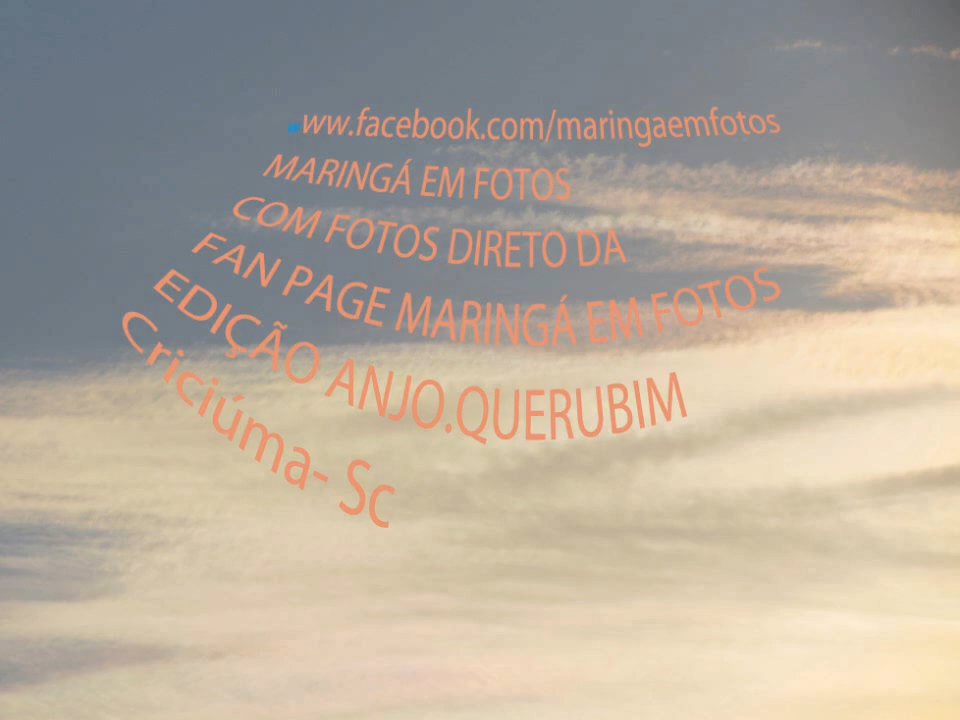 ww.facebook.com/maringaemfotos
MARINGÁ EM FOTOS
COM FOTOS DIRETO DA
FAN PAGE MARINGÁ EM FOTOS
EDIÇÃO ANJO.QUERUBIM
Criciúma- Sc